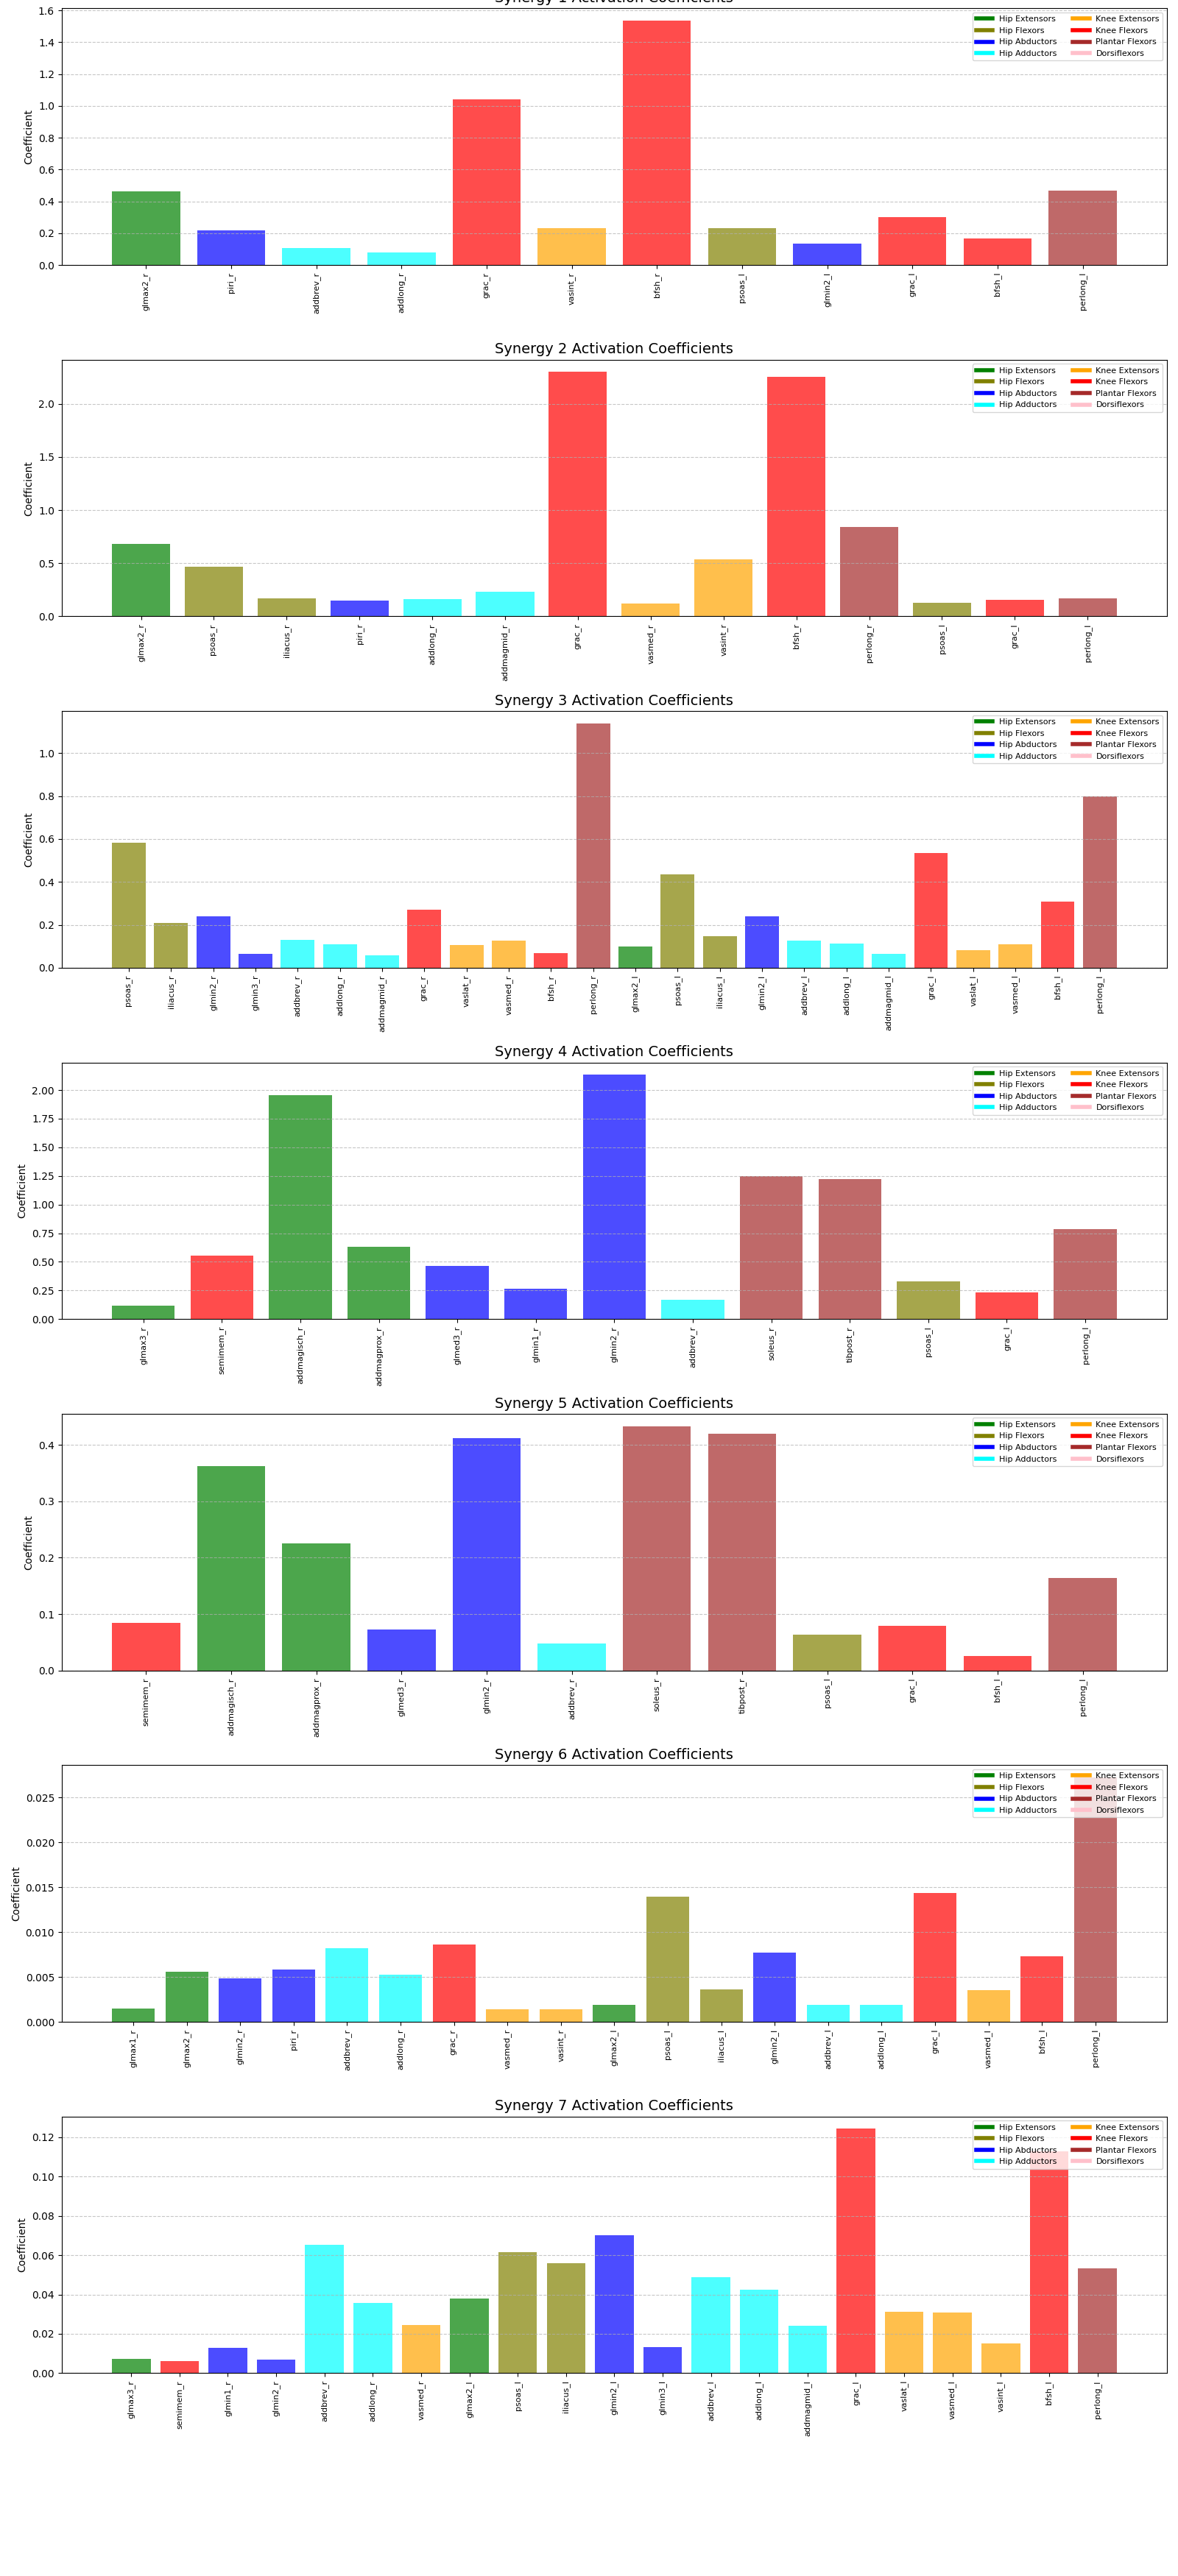 Synergy 1 Activation Coefficients
Coefficient
1.6
1.4
1.2
1.0
0.8
0.6
0.4
0.2
0.0
Hip Extensors Knee Extensors
Hip Flexors Knee Flexors
Hip Abductors Plantar Flexors
Hip Adductors Dorsiflexors
glmax2_r piri_r addbrev_r addlong_r grac_r vasint_r bfsh_r psoas_l glmin2_l grac_l bfsh_l perlong_l
Synergy 2 Activation Coefficients
Coefficient
2.0
1.5
1.0
0.5
0.0
Hip Extensors Knee Extensors
Hip Flexors Knee Flexors
Hip Abductors Plantar Flexors
Hip Adductors Dorsiflexors
glmax2_r psoas_r iliacus_r piri_r addlong_r addmagmid_r grac_r vasmed_r vasint_r bfsh_r perlong_r psoas_l grac_l perlong_l
Synergy 3 Activation Coefficients
Coefficient
1.0
0.8
0.6
0.4
0.2
0.0
Hip Extensors Knee Extensors
Hip Flexors Knee Flexors
Hip Abductors Plantar Flexors
Hip Adductors Dorsiflexors
psoas_r iliacus_r glmin2_r glmin3_r addbrev_r addlong_r addmagmid_r grac_r vaslat_r vasmed_r bfsh_r perlong_r glmax2_l psoas_l iliacus_l glmin2_l addbrev_l addlong_l addmagmid_l grac_l vaslat_l vasmed_l bfsh_l perlong_l
Synergy 4 Activation Coefficients
Coefficient
2.00
1.75
1.50
1.25
1.00
0.75
0.50
0.25
0.00
Hip Extensors Knee Extensors
Hip Flexors Knee Flexors
Hip Abductors Plantar Flexors
Hip Adductors Dorsiflexors
glmax3_r semimem_r addmagisch_r addmagprox_r glmed3_r glmin1_r glmin2_r addbrev_r soleus_r tibpost_r psoas_l grac_l perlong_l
Synergy 5 Activation Coefficients
Coefficient
0.4
0.3
0.2
0.1
0.0
Hip Extensors Knee Extensors
Hip Flexors Knee Flexors
Hip Abductors Plantar Flexors
Hip Adductors Dorsiflexors
semimem_r addmagisch_r addmagprox_r glmed3_r glmin2_r addbrev_r soleus_r tibpost_r psoas_l grac_l bfsh_l perlong_l
Synergy 6 Activation Coefficients
Coefficient
0.025
0.020
0.015
0.010
0.005
0.000
Hip Extensors Knee Extensors
Hip Flexors Knee Flexors
Hip Abductors Plantar Flexors
Hip Adductors Dorsiflexors
glmax1_r glmax2_r glmin2_r piri_r addbrev_r addlong_r grac_r vasmed_r vasint_r glmax2_l psoas_l iliacus_l glmin2_l addbrev_l addlong_l grac_l vasmed_l bfsh_l perlong_l
Synergy 7 Activation Coefficients
Coefficient
0.12
0.10
0.08
0.06
0.04
0.02
0.00
Hip Extensors Knee Extensors
Hip Flexors Knee Flexors
Hip Abductors Plantar Flexors
Hip Adductors Dorsiflexors
glmax3_r semimem_r glmin1_r glmin2_r addbrev_r addlong_r vasmed_r glmax2_l psoas_l iliacus_l glmin2_l glmin3_l addbrev_l addlong_l addmagmid_l grac_l vaslat_l vasmed_l vasint_l bfsh_l perlong_l